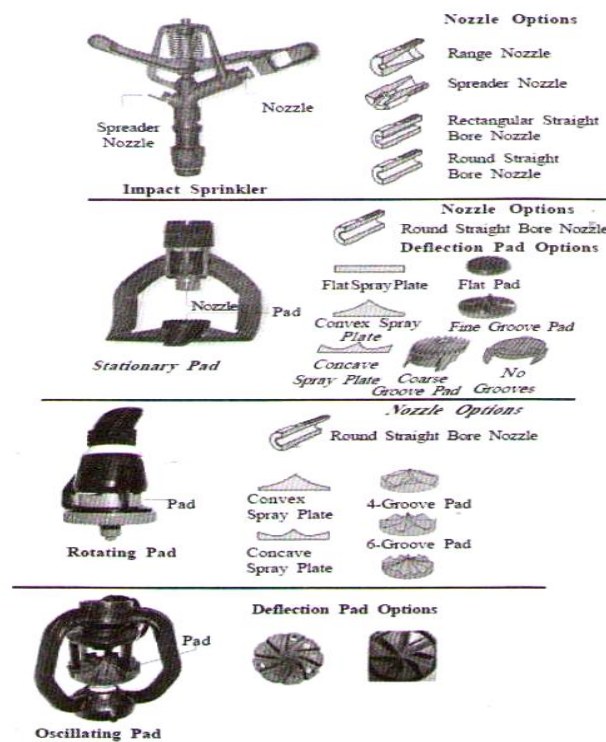 Nozzle Options
Range Nozzle
Spreader Nozzle
Rectangular Straight
Bore Nozzle
Round Straight
Bore Nozzle
Nozzle
Spreader
Nozzle
Impact Sprinkler
Nozzle Options
Round Straight Bore Nozzle
Deflection Pad Options
Flat Spray Plate
Flat Pad
Convex Spray
Plate
Fine Groove Pad
Concave
Spray Plate
Coarse
Groove Pad
No
Grooves
Nozzle
Pad
Stationary Pad
Nozzle Options
Round Straight Bore Nozzle
Convex
Spray Plate
4-Groove Pad
Concave
Spray Plate
6-Groove Pad
Pad
Rotating Pad
Deflection Pad Options
Pad
Oscillating Pad